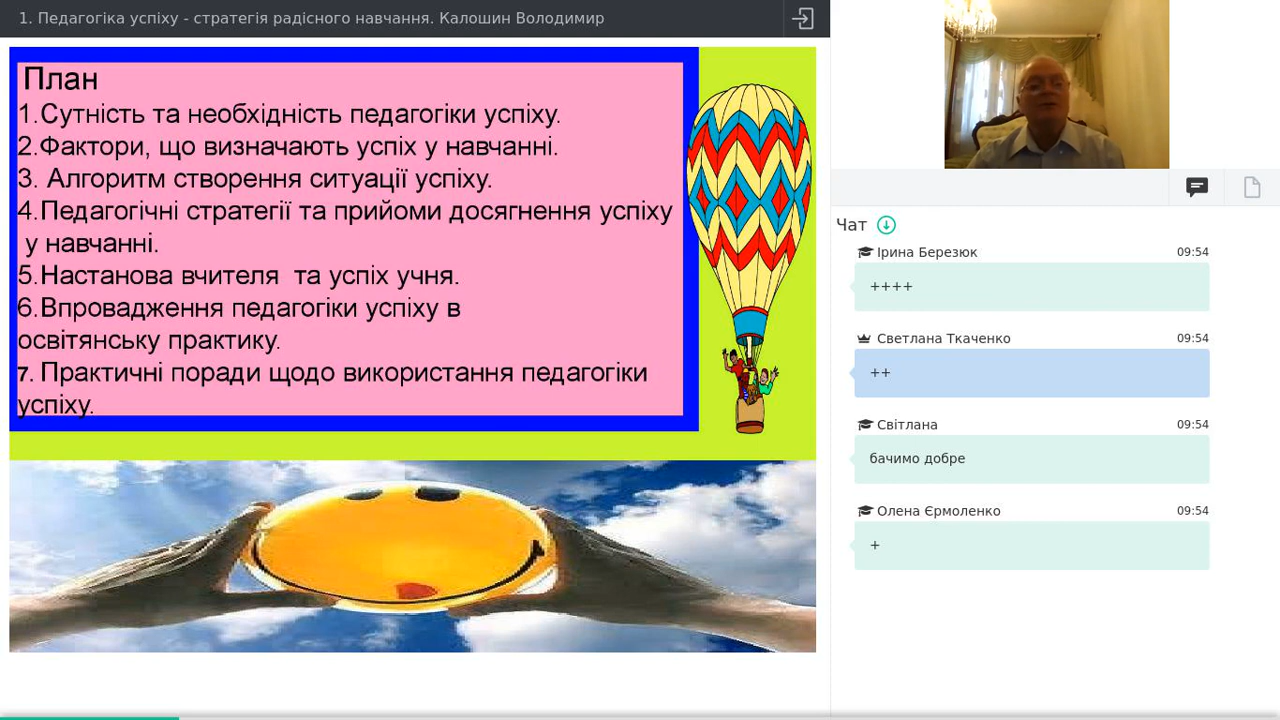 1. Педагогіка успіху - стратегія радісного навчання. Калошин Володимир
План
1.Сутність та необхідність педагогіки успіху.
2.Фактори, що визначають успіх у навчанні.
3. Алгоритм створення ситуації успіху.
4.Педагогічні стратегії та прийоми досягнення успіху
у навчанні.
5.Настанова вчителя та успіх учня.
6.Впровадження педагогіки успіху в
освітянську практику.
7. Практичні поради щодо використання педагогіки
успіху.
Чат
Ірина Березюк 09:54
++++
Светлана Ткаченко 09:54
++
Світлана 09:54
бачимо добре
Олена Єрмоленко 09:54
+